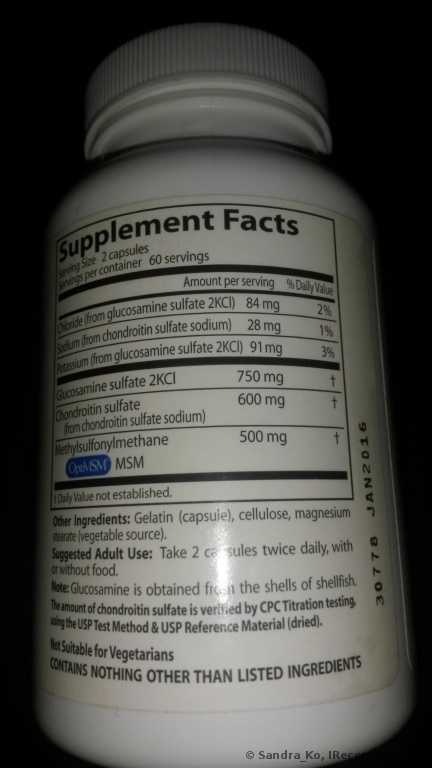 Supplement Facts
Serving Size 2 capsules
Servings per container 60 servings
Amount per serving % Daily Value
Chloride (from glucosamine sulfate 2KCl) 84 mg 2%
Sodium (from chondroitin sulfate sodium) 28 mg 1%
Potassium (from glucosamine sulfate 2KCl) 91 mg 3%
Glucosamine sulfate 2KCl 750 mg †
Chondroitin sulfate 600 mg †
(from chondroitin sulfate sodium)
Methylsulfonylmethane 500 mg †
OptiMSM MSM
† Daily Value not established.
Other Ingredients: Gelatin (capsule), cellulose, magnesium
stearate (vegetable source).
Suggested Adult Use: Take 2 capsules twice daily, with
or without food.
Note: Glucosamine is obtained from the shells of shellfish.
The amount of chondroitin sulfate is verified by CPC Titration testing,
using the USP Test Method & USP Reference Material (dried).
Not Suitable for Vegetarians
CONTAINS NOTHING OTHER THAN LISTED INGREDIENTS
30778 JAN2016
© Sandra_Ko, IRec